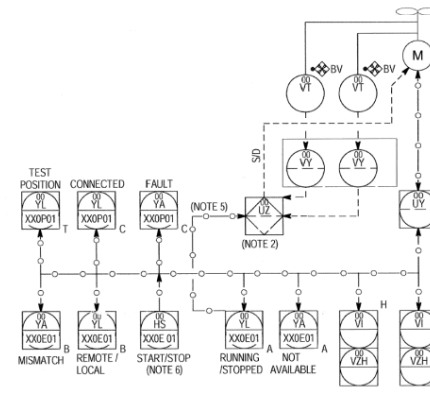 M
BV
BV
00
VT
00
VT
S/D
00
VY
00
VY
TEST
POSITION
CONNECTED
FAULT
00
YL
XX0P01
T
00
YL
XX0P01
C
00
YA
XX0P01
C
(NOTE 5)
00
UZ
(NOTE 2)
00
UY
00
YA
XX0E01
B
MISMATCH
0u
YL
XX0E01
B
REMOTE /
LOCAL
00
HS
XX0E 01
START/STOP
(NOTE 6)
00
YL
XX0E01
A
RUNNING
/STOPPED
00
YA
XX0E01
A
NOT
AVAILABLE
H
00
VI
00
VZH
00
VI
00
VZH